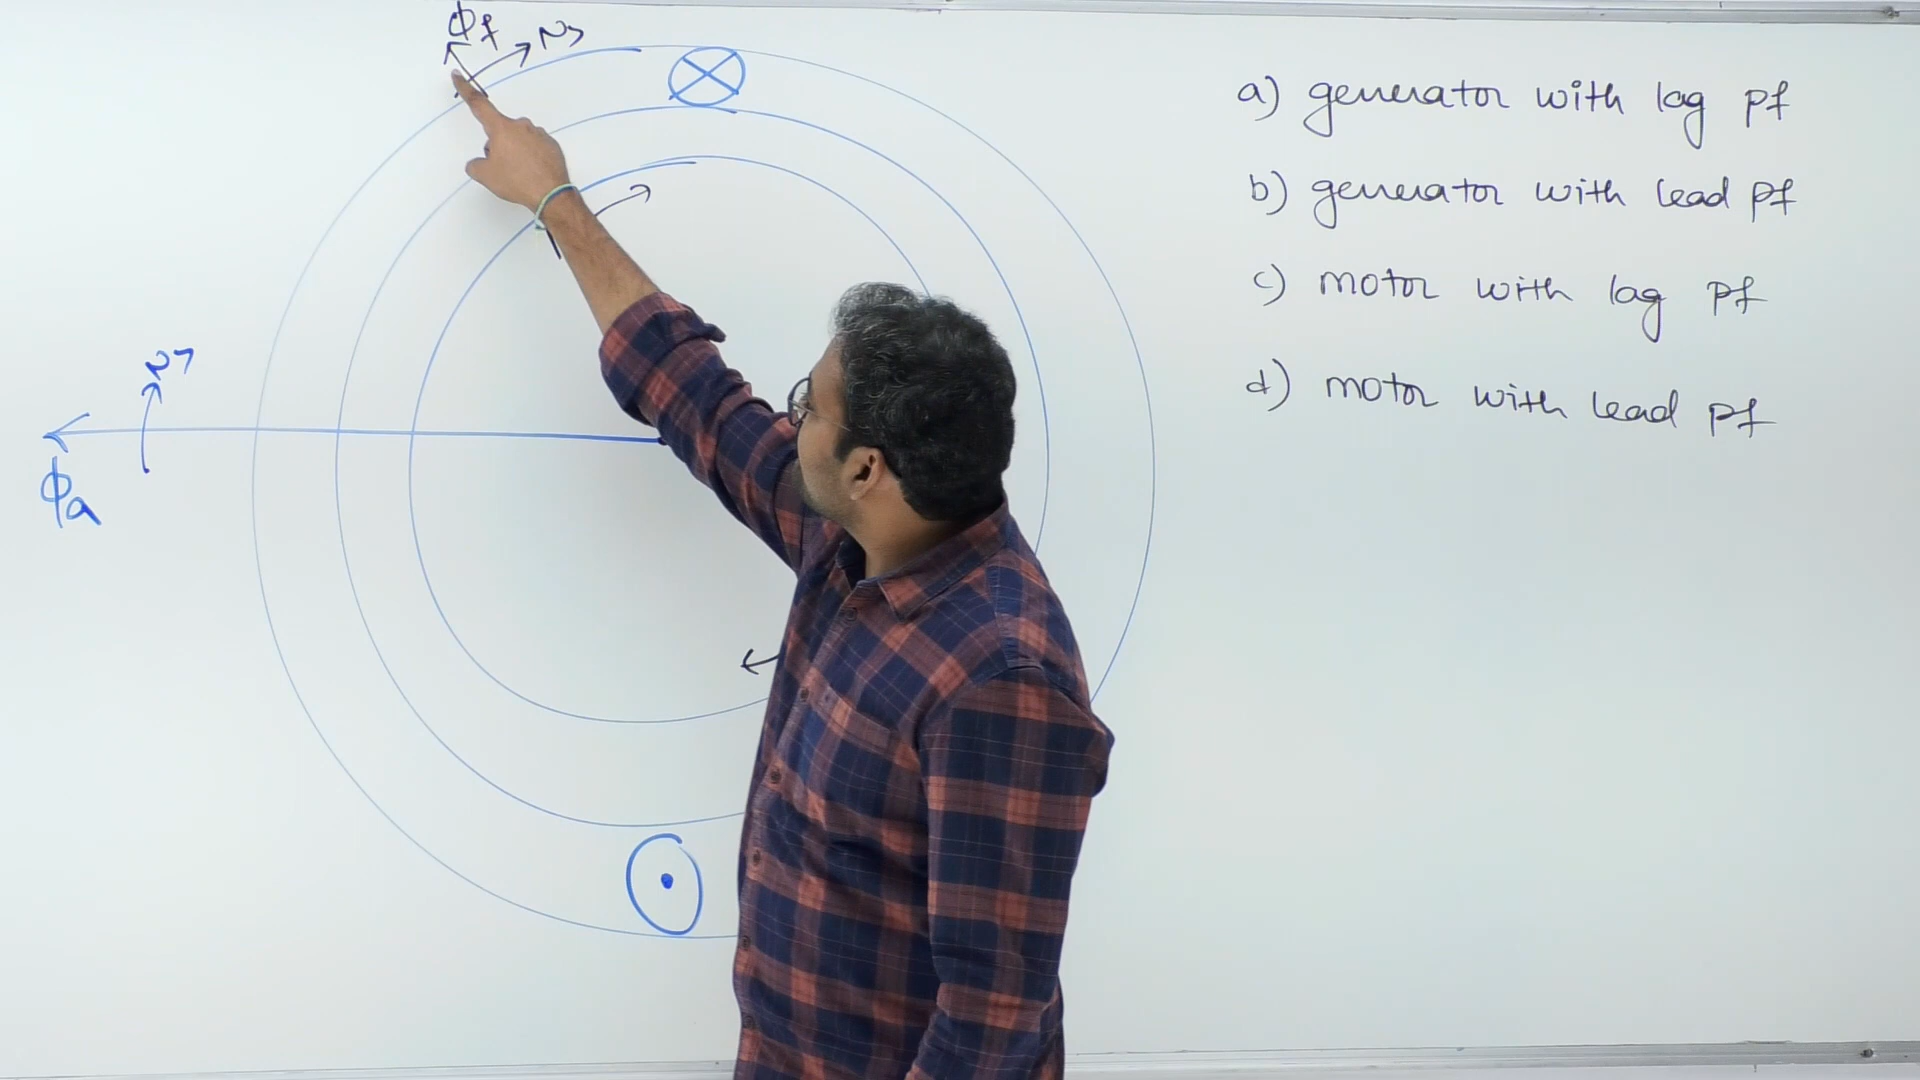 Φf Ns
Ns
Φa
a) generator with lag pf
b) generator with lead pf
c) motor with lag pf
d) motor with lead pf